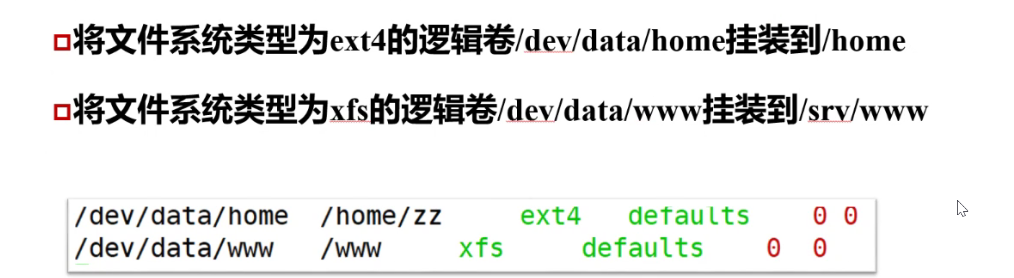 将文件系统类型为ext4的逻辑卷/dev/data/home挂装到/home
将文件系统类型为xfs的逻辑卷/dev/data/www挂装到/srv/www
/dev/data/home /home/zz ext4 defaults 0 0
/dev/data/www /www xfs defaults 0 0